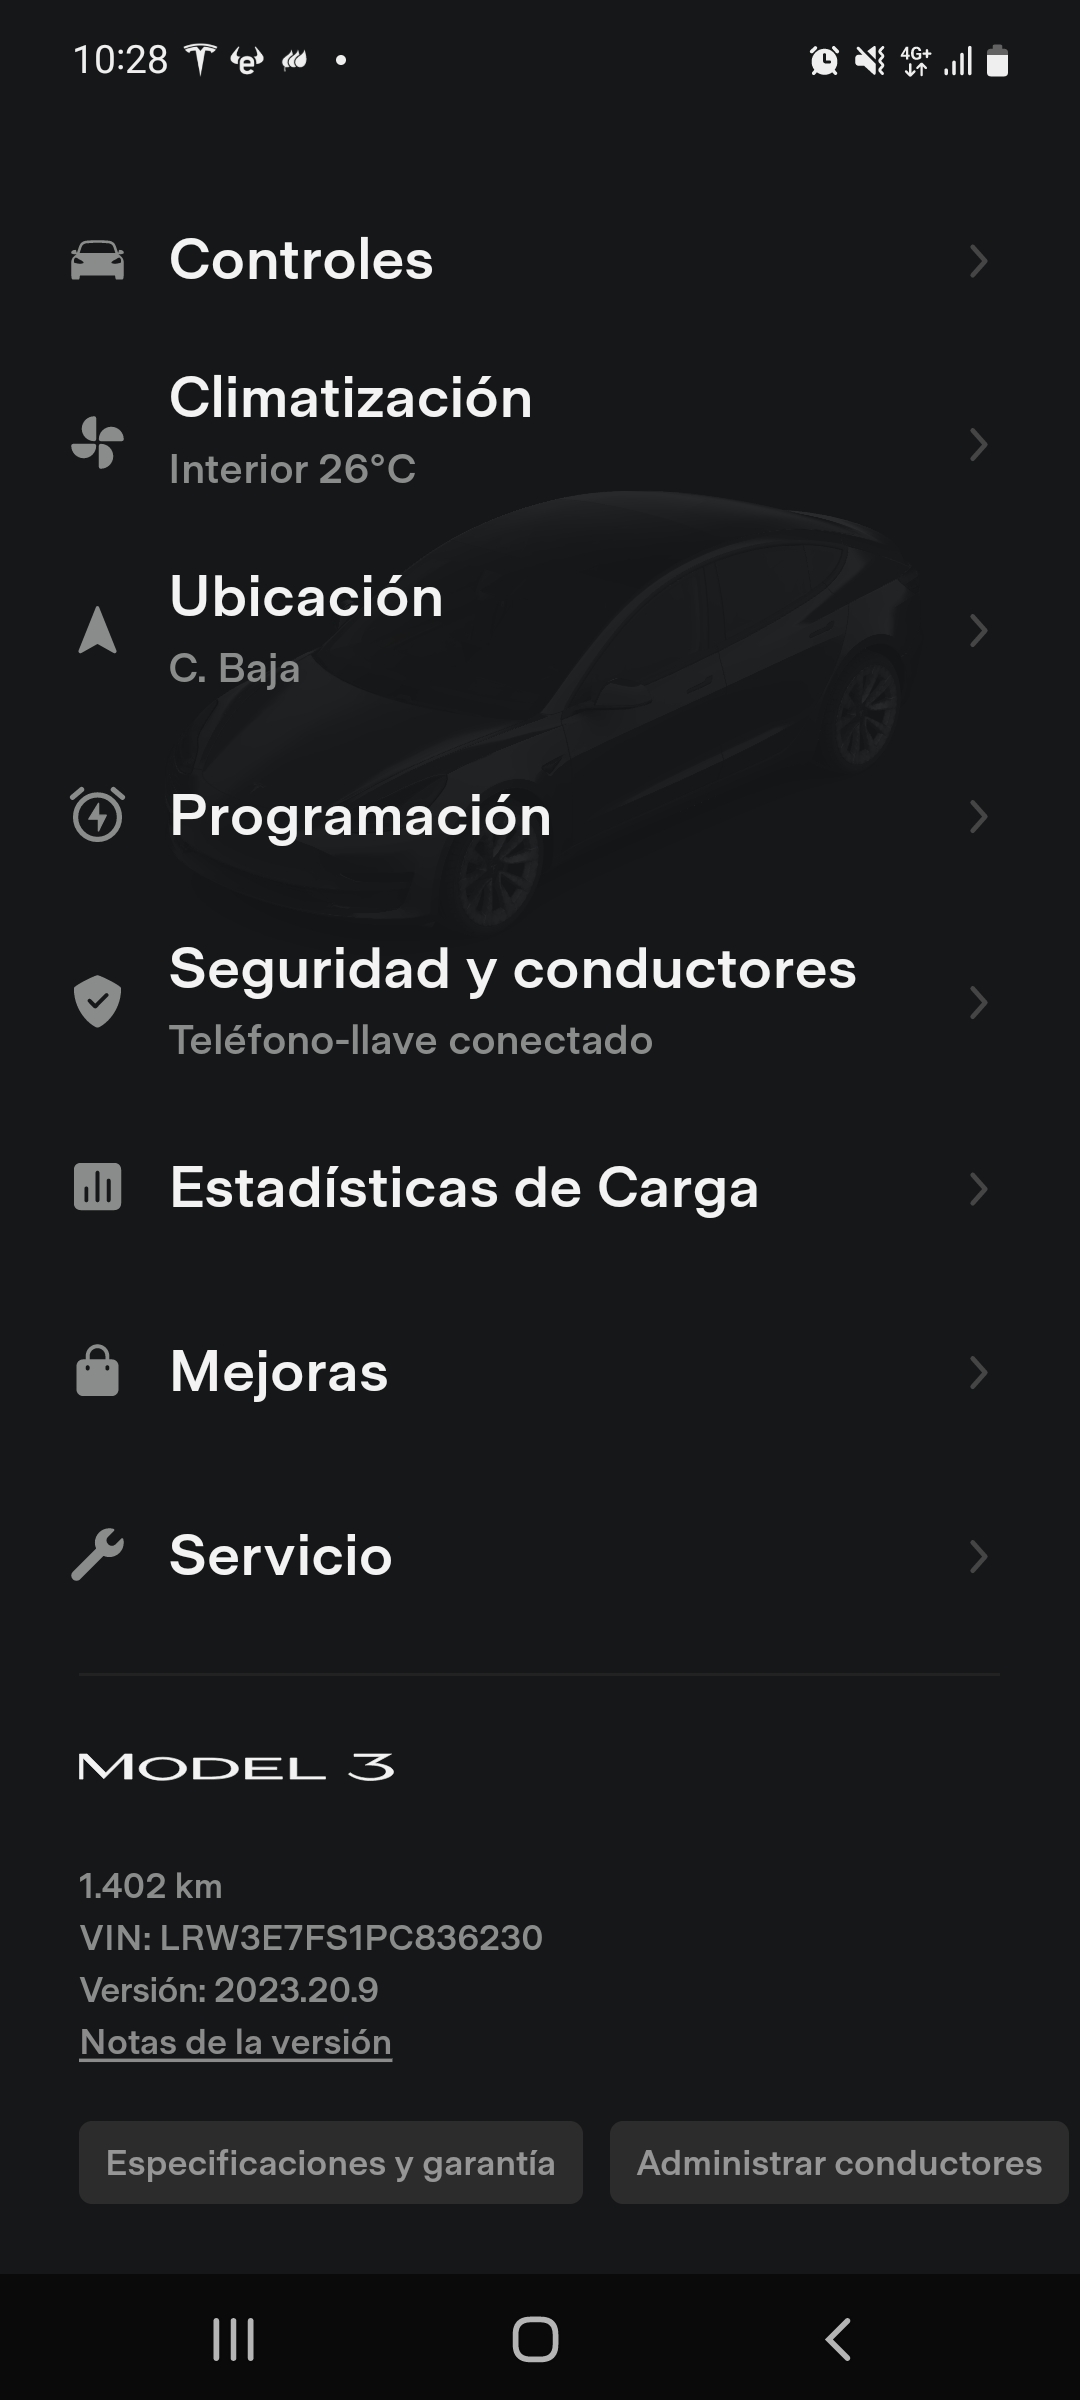 10:28
4G+
Controles
Climatización
Interior 26°C
Ubicación
C. Baja
Programación
Seguridad y conductores
Teléfono-llave conectado
Estadísticas de Carga
Mejoras
Servicio
MODEL 3
1.402 km
VIN: LRW3E7FS1PC836230
Versión: 2023.20.9
Notas de la versión
Especificaciones y garantía
Administrar conductores